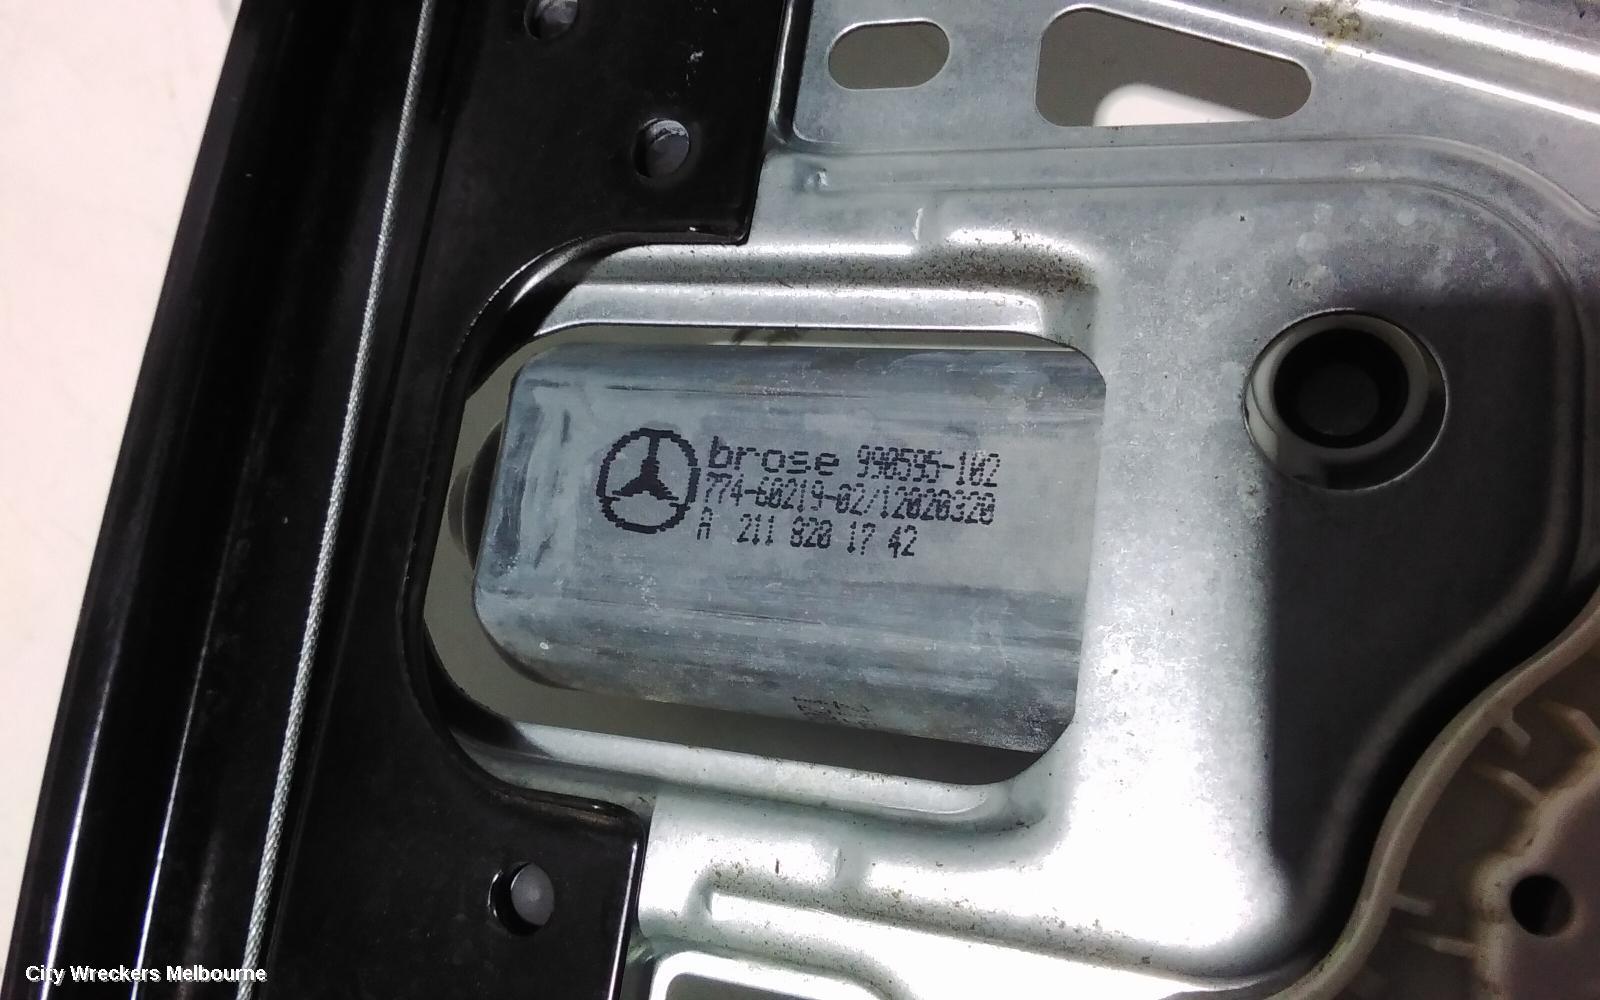 brose 990595-102
774-60219-02/12020320
A 211 820 17 42
City Wreckers Melbourne